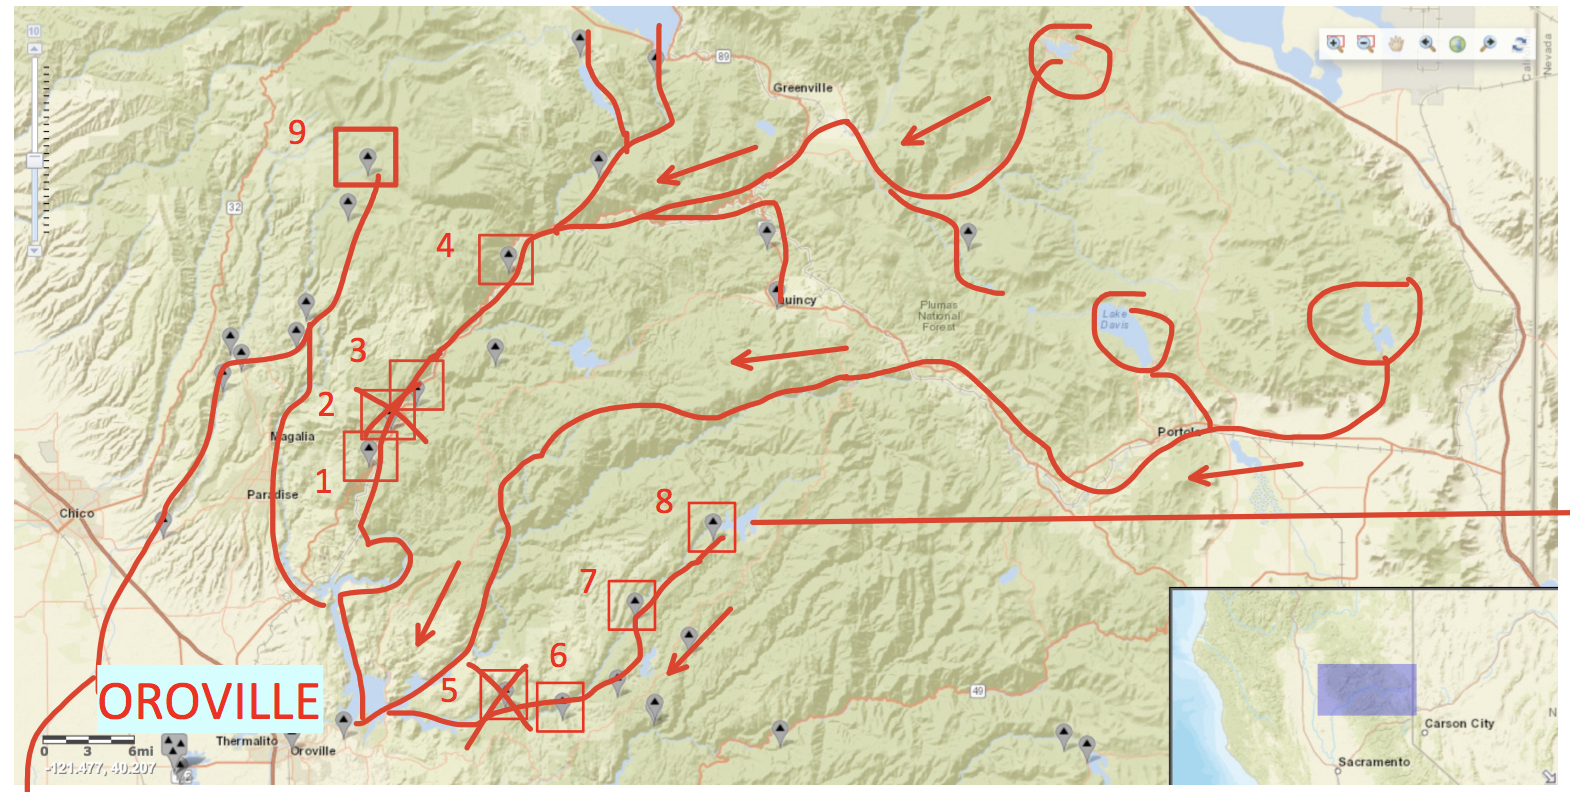 10
89
Greenville
Nevada
9
32
4
Quincy
Plumas
National
Forest
Lake
Davis
3
2
Magalia
1
Portola
Paradise
Chico
8
7
6
5
OROVILLE
49
Thermalito
Oroville
0 3 6mi
-121.477, 40.207
Carson City
N
Sacramento